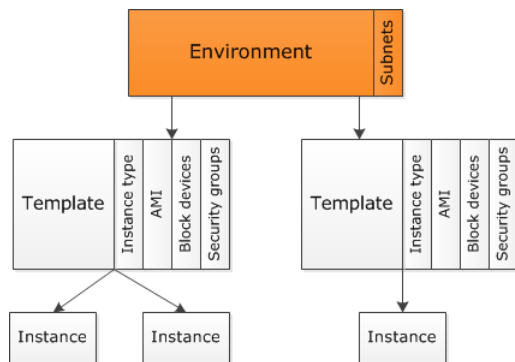 Environment
Subnets
Template
Instance type
AMI
Block devices
Security groups
Template
Instance type
AMI
Block devices
Security groups
Instance
Instance
Instance